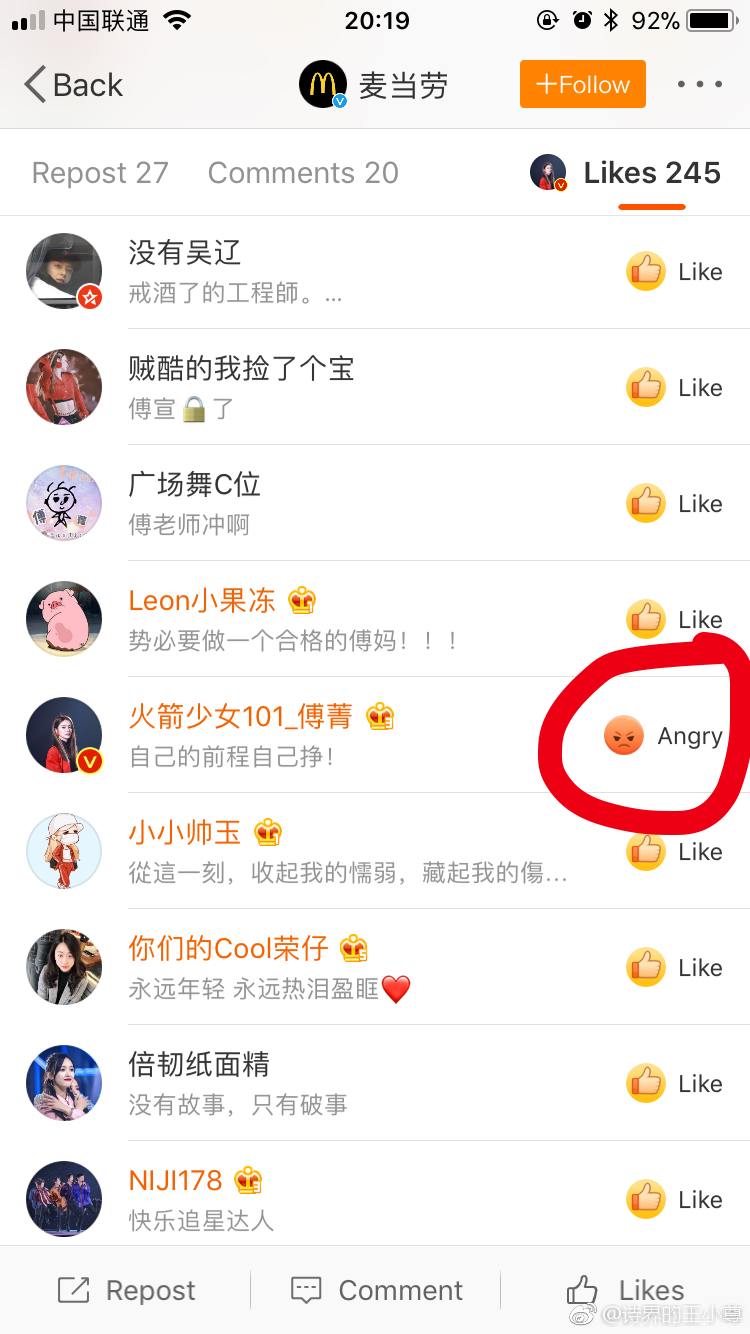 中国联通 20:19 92%
Back 麦当劳 +Follow
Repost 27 Comments 20 Likes 245
没有吴辽
戒酒了的工程師。...
Like
贼酷的我捡了个宝
傅宣🔒了
Like
广场舞C位
傅老师冲啊
Like
Leon小果冻
势必要做一个合格的傅妈！！！
Like
火箭少女101_傅菁
自己的前程自己挣！
Angry
小小帅玉
從這一刻，收起我的懦弱，藏起我的傷...
Like
你们的Cool荣仔
永远年轻 永远热泪盈眶❤️
Like
倍韧纸面精
没有故事，只有破事
Like
NIJI178
快乐追星达人
Like
Repost Comment Likes
@诗界的王小尊